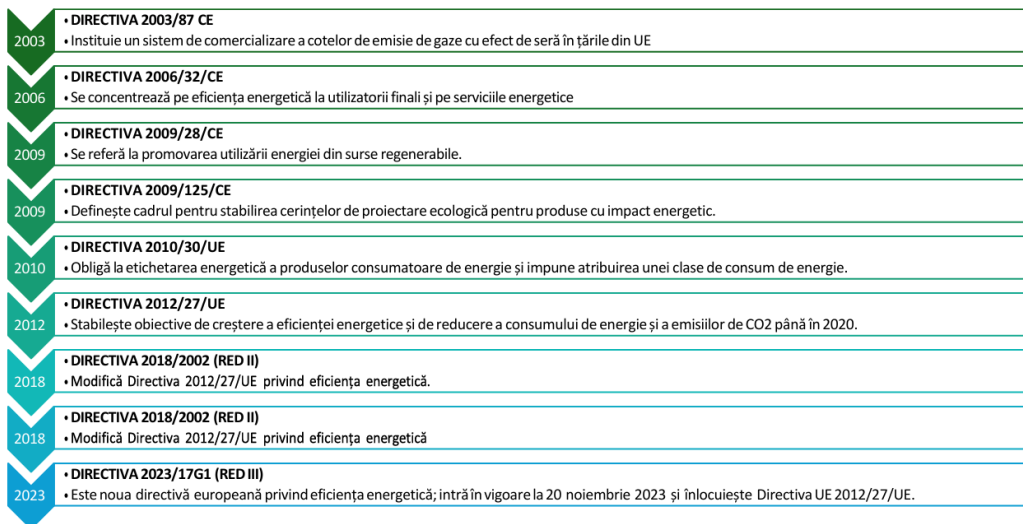 2003
• DIRECTIVA 2003/87 CE
• Instituie un sistem de comercializare a cotelor de emisie de gaze cu efect de seră în țările din UE
2006
• DIRECTIVA 2006/32/CE
• Se concentrează pe eficiența energetică la utilizatorii finali și pe serviciile energetice
2009
• DIRECTIVA 2009/28/CE
• Se referă la promovarea utilizării energiei din surse regenerabile.
2009
• DIRECTIVA 2009/125/CE
• Definește cadrul pentru stabilirea cerințelor de proiectare ecologică pentru produse cu impact energetic.
2010
• DIRECTIVA 2010/30/UE
• Obligă la etichetarea energetică a produselor consumatoare de energie și impune atribuirea unei clase de consum de energie.
2012
• DIRECTIVA 2012/27/UE
• Stabilește obiective de creștere a eficienței energetice și de reducere a consumului de energie și a emisiilor de CO2 până în 2020.
2018
• DIRECTIVA 2018/2002 (RED II)
• Modifică Directiva 2012/27/UE privind eficiența energetică.
2018
• DIRECTIVA 2018/2002 (RED II)
• Modifică Directiva 2012/27/UE privind eficiența energetică
2023
• DIRECTIVA 2023/17G1 (RED III)
• Este noua directivă europeană privind eficiența energetică; intră în vigoare la 20 noiembrie 2023 și înlocuiește Directiva UE 2012/27/UE.